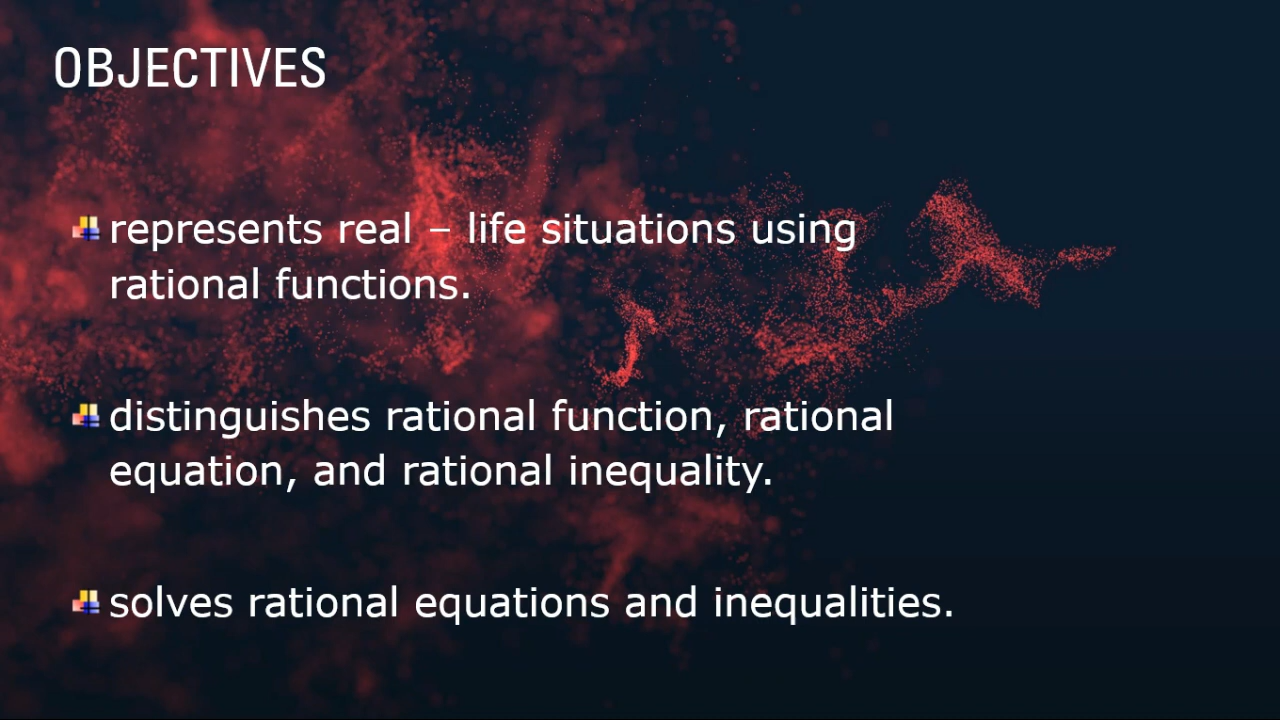 OBJECTIVES
represents real – life situations using
rational functions.
distinguishes rational function, rational
equation, and rational inequality.
solves rational equations and inequalities.